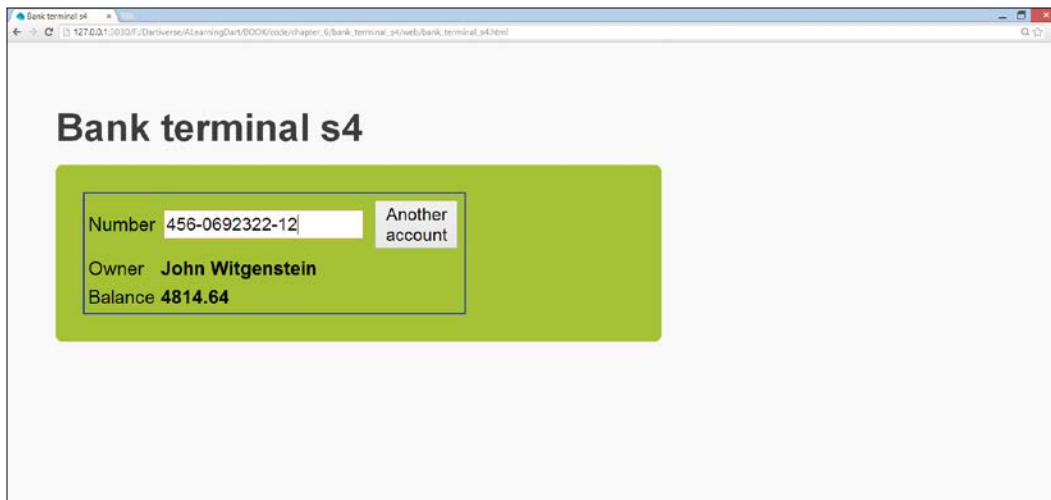 Bank terminal s4
127.0.0.1:3030/F:/Dartiverse/ALearningDart/BOOK/code/chapter_6/bank_terminal_s4/web/bank_terminal_s4.html
Bank terminal s4
Number 456-0692322-12 Another
account
Owner John Witgenstein
Balance 4814.64